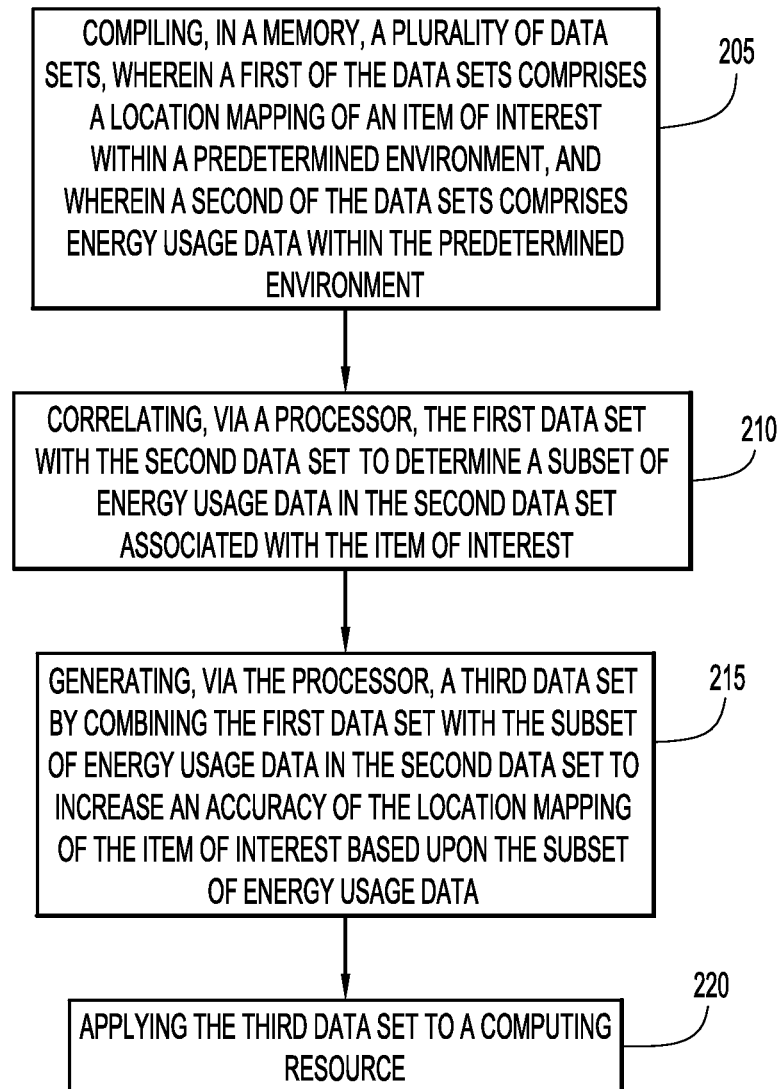 COMPILING, IN A MEMORY, A PLURALITY OF DATA
SETS, WHEREIN A FIRST OF THE DATA SETS COMPRISES
A LOCATION MAPPING OF AN ITEM OF INTEREST
WITHIN A PREDETERMINED ENVIRONMENT, AND
WHEREIN A SECOND OF THE DATA SETS COMPRISES
ENERGY USAGE DATA WITHIN THE PREDETERMINED
ENVIRONMENT
205
CORRELATING, VIA A PROCESSOR, THE FIRST DATA SET
WITH THE SECOND DATA SET TO DETERMINE A SUBSET OF
ENERGY USAGE DATA IN THE SECOND DATA SET
ASSOCIATED WITH THE ITEM OF INTEREST
210
GENERATING, VIA THE PROCESSOR, A THIRD DATA SET
BY COMBINING THE FIRST DATA SET WITH THE SUBSET
OF ENERGY USAGE DATA IN THE SECOND DATA SET TO
INCREASE AN ACCURACY OF THE LOCATION MAPPING
OF THE ITEM OF INTEREST BASED UPON THE SUBSET
OF ENERGY USAGE DATA
215
APPLYING THE THIRD DATA SET TO A COMPUTING
RESOURCE
220